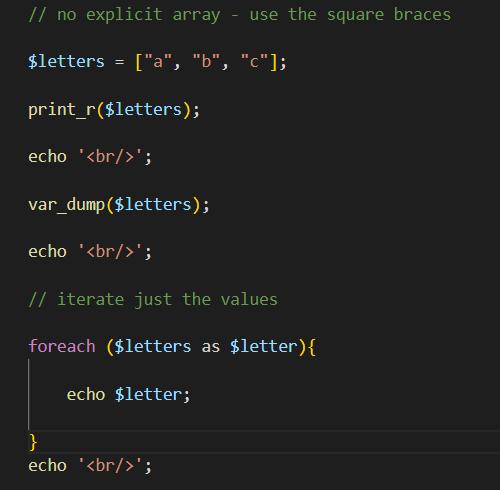 // no explicit array - use the square braces
$letters = ["a", "b", "c"];
print_r($letters);
echo '<br/>';
var_dump($letters);
echo '<br/>';
// iterate just the values
foreach ($letters as $letter){
    echo $letter;
}
echo '<br/>';